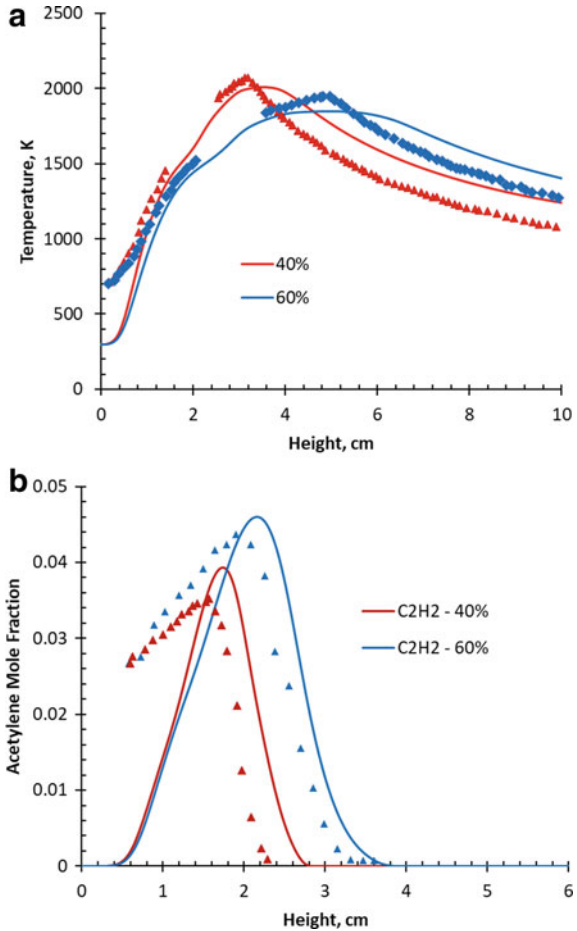 a
2500
2000
1500
1000
500
0
Temperature, K
40%
60%
0 2 4 6 8 10
Height, cm
b
0.05
0.04
0.03
0.02
0.01
0
Acetylene Mole Fraction
C2H2 - 40%
C2H2 - 60%
0 1 2 3 4 5 6
Height, cm